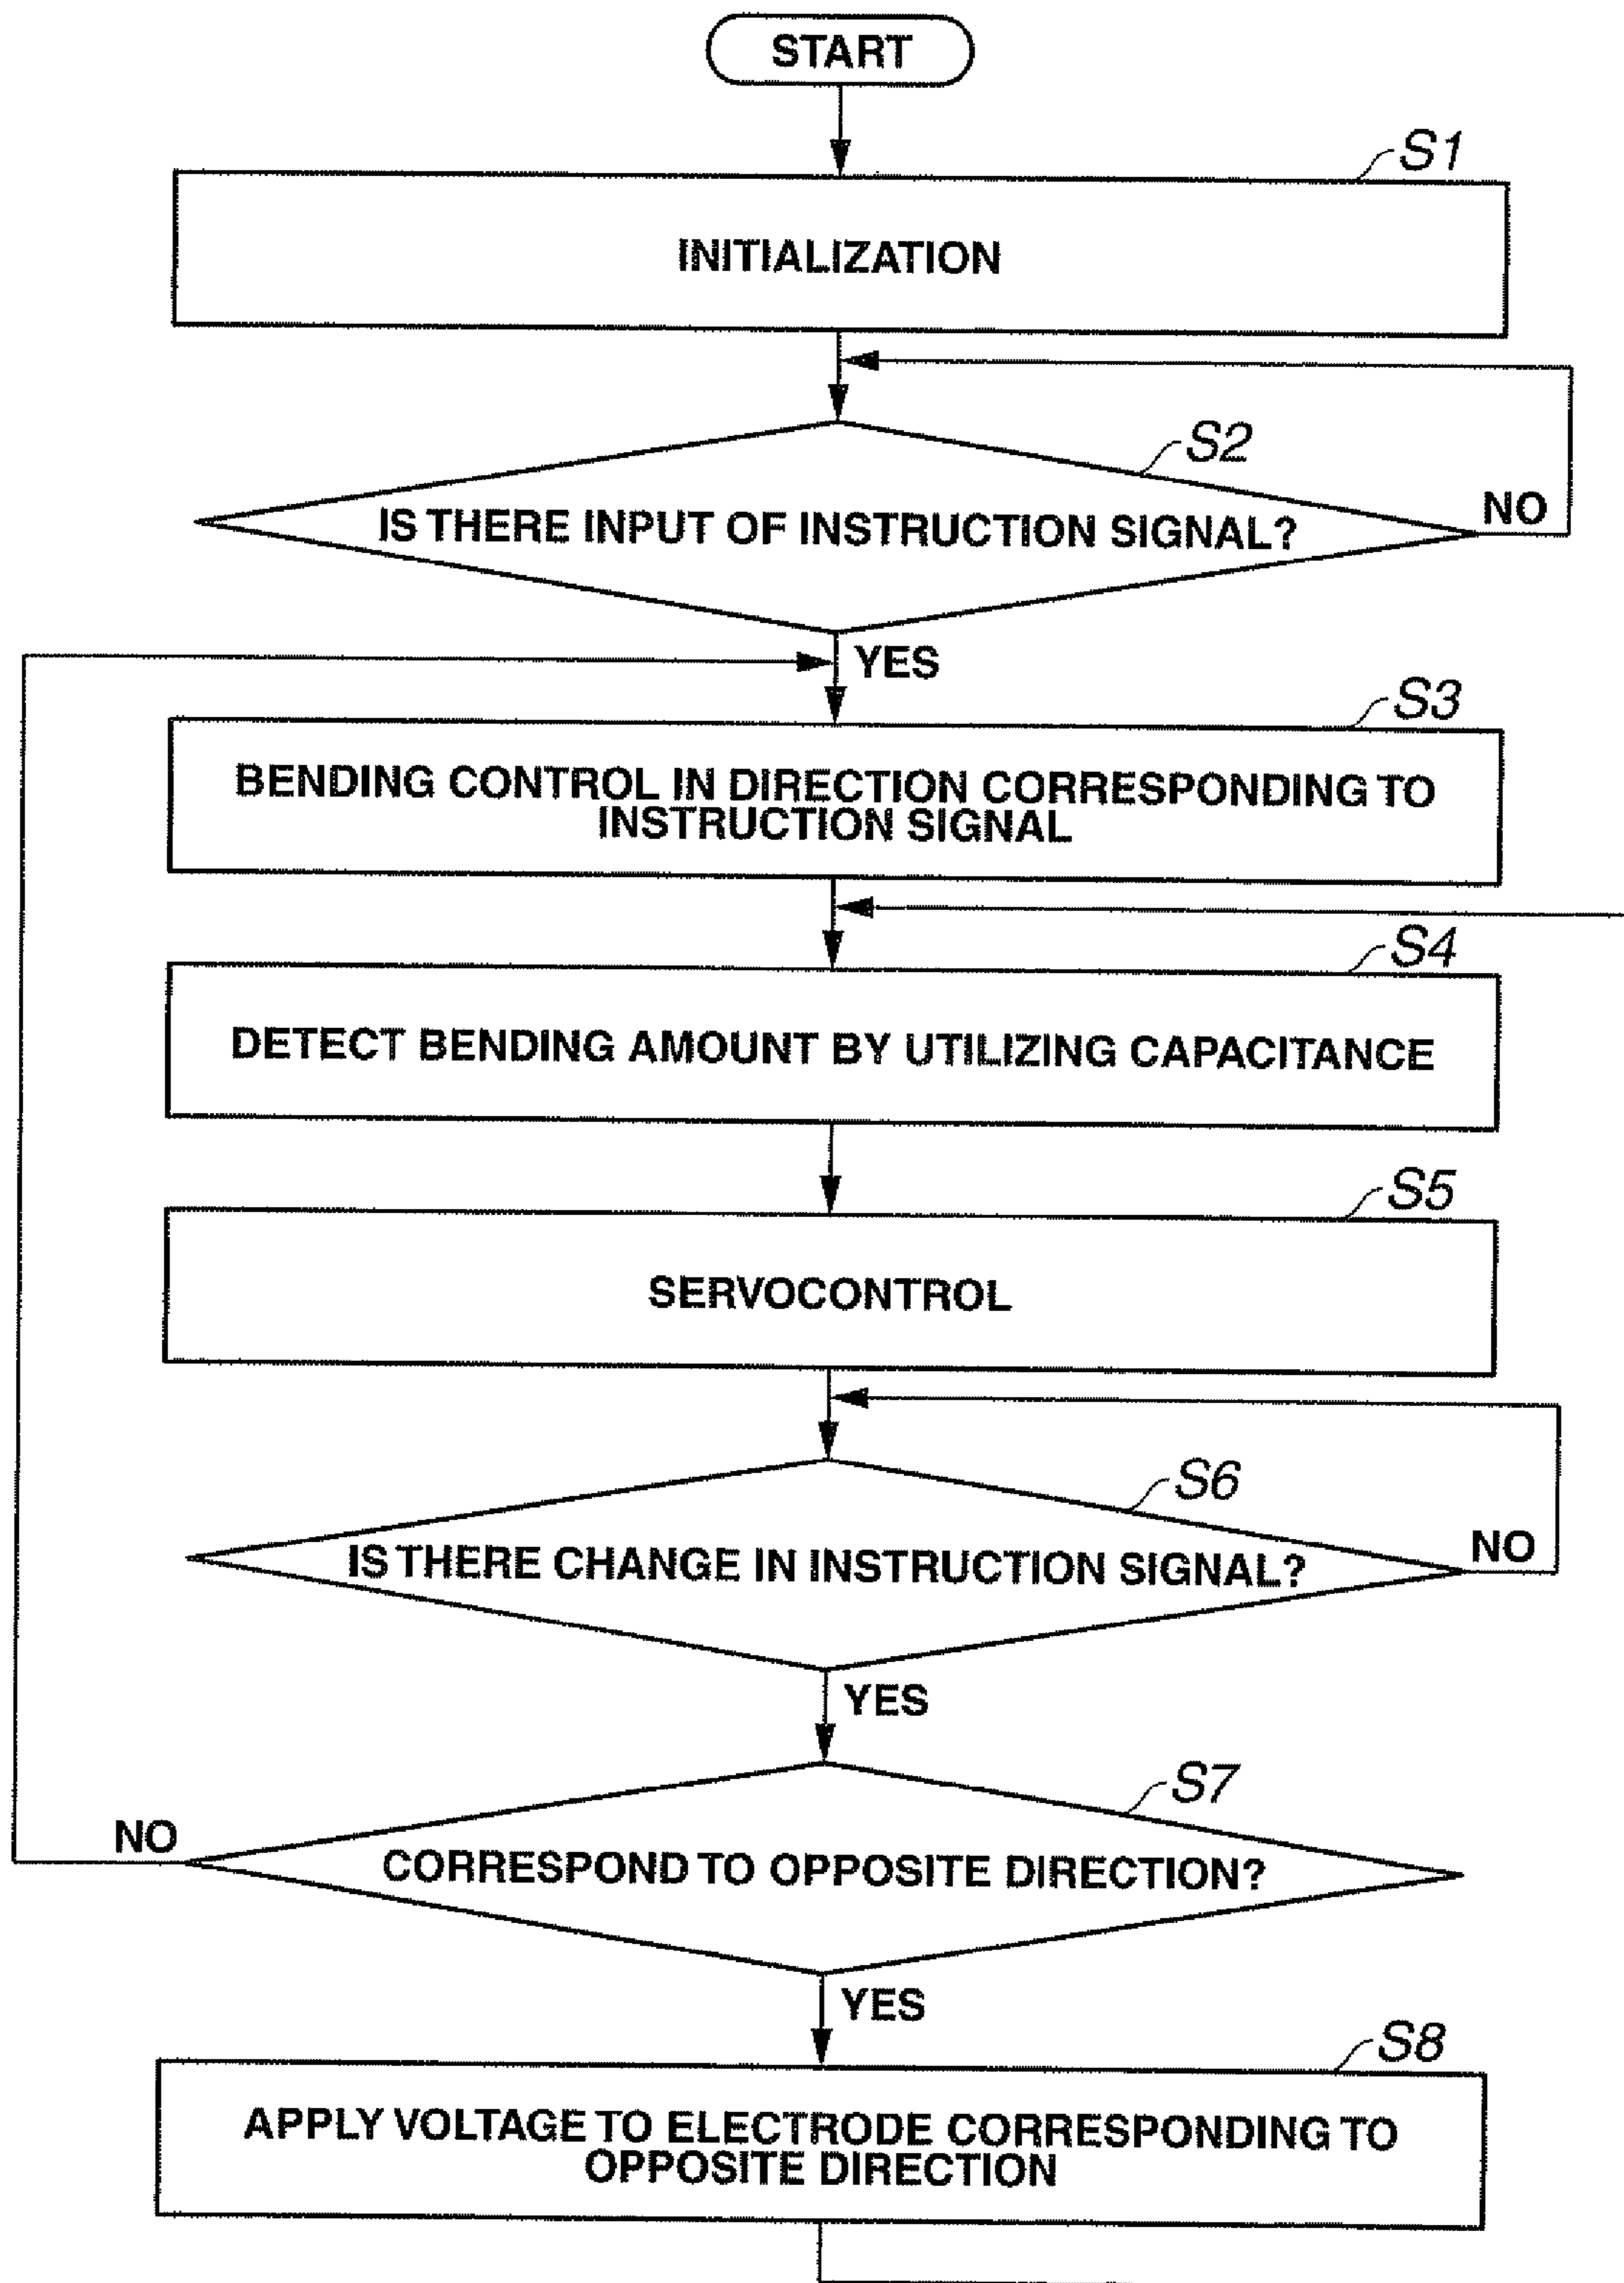 START
S1
INITIALIZATION
S2
IS THERE INPUT OF INSTRUCTION SIGNAL?
NO
YES
S3
BENDING CONTROL IN DIRECTION CORRESPONDING TO
INSTRUCTION SIGNAL
S4
DETECT BENDING AMOUNT BY UTILIZING CAPACITANCE
S5
SERVOCONTROL
S6
IS THERE CHANGE IN INSTRUCTION SIGNAL?
NO
YES
S7
NO
CORRESPOND TO OPPOSITE DIRECTION?
YES
S8
APPLY VOLTAGE TO ELECTRODE CORRESPONDING TO
OPPOSITE DIRECTION